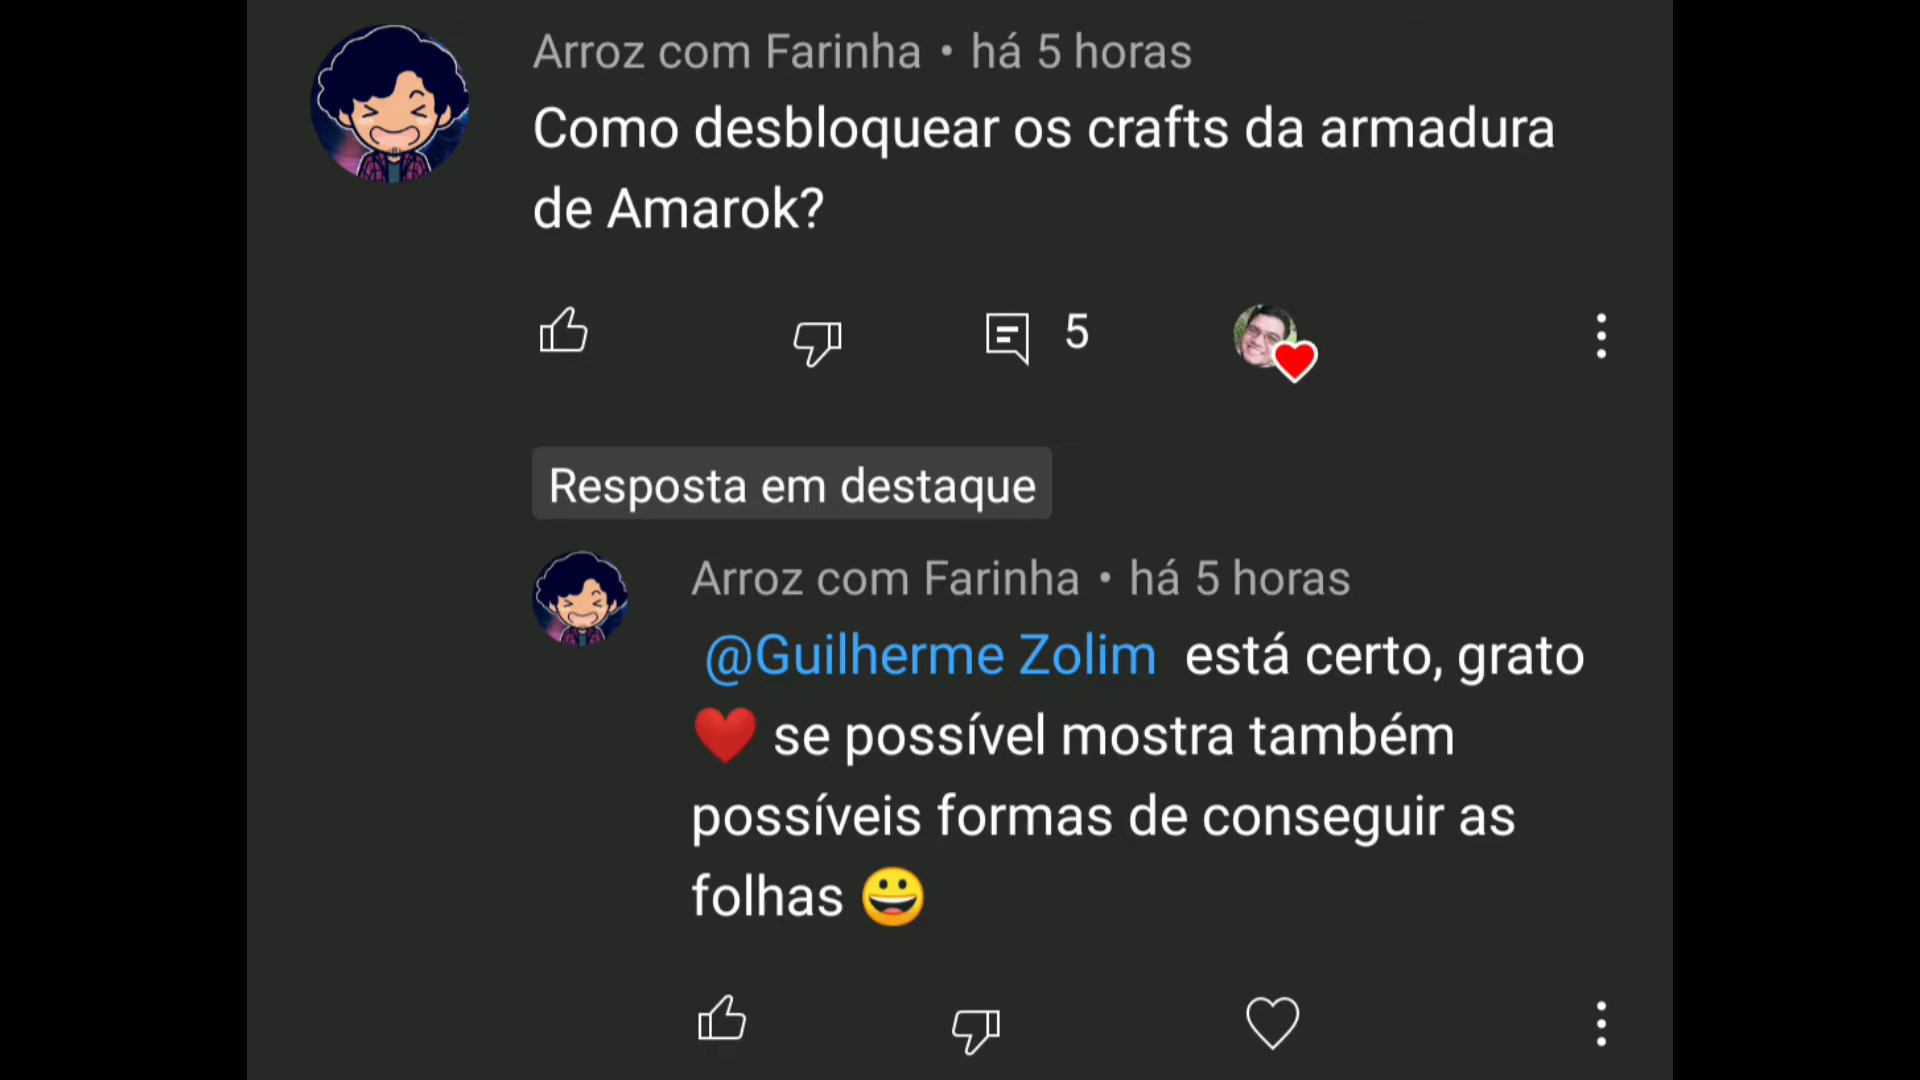 Arroz com Farinha • há 5 horas
Como desbloquear os crafts da armadura
de Amarok?
5
Resposta em destaque
Arroz com Farinha • há 5 horas
@Guilherme Zolim está certo, grato
❤️ se possível mostra também
possíveis formas de conseguir as
folhas 😀